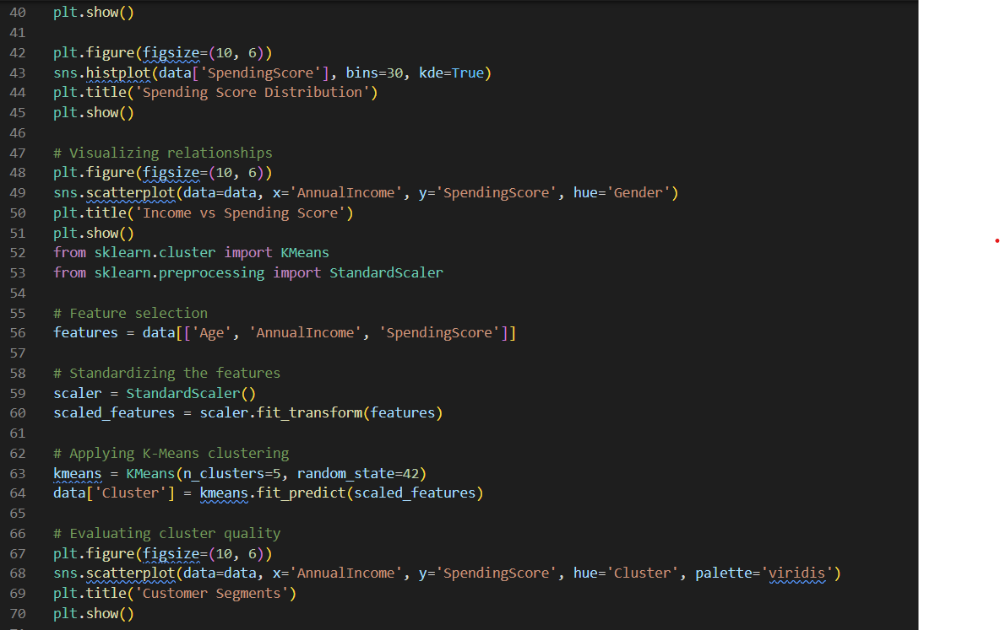 40 plt.show()
41
42 plt.figure(figsize=(10, 6))
43 sns.histplot(data['SpendingScore'], bins=30, kde=True)
44 plt.title('Spending Score Distribution')
45 plt.show()
46
47 # Visualizing relationships
48 plt.figure(figsize=(10, 6))
49 sns.scatterplot(data=data, x='AnnualIncome', y='SpendingScore', hue='Gender')
50 plt.title('Income vs Spending Score')
51 plt.show()
52 from sklearn.cluster import KMeans
53 from sklearn.preprocessing import StandardScaler
54
55 # Feature selection
56 features = data[['Age', 'AnnualIncome', 'SpendingScore']]
57
58 # Standardizing the features
59 scaler = StandardScaler()
60 scaled_features = scaler.fit_transform(features)
61
62 # Applying K-Means clustering
63 kmeans = KMeans(n_clusters=5, random_state=42)
64 data['Cluster'] = kmeans.fit_predict(scaled_features)
65
66 # Evaluating cluster quality
67 plt.figure(figsize=(10, 6))
68 sns.scatterplot(data=data, x='AnnualIncome', y='SpendingScore', hue='Cluster', palette='viridis')
69 plt.title('Customer Segments')
70 plt.show()